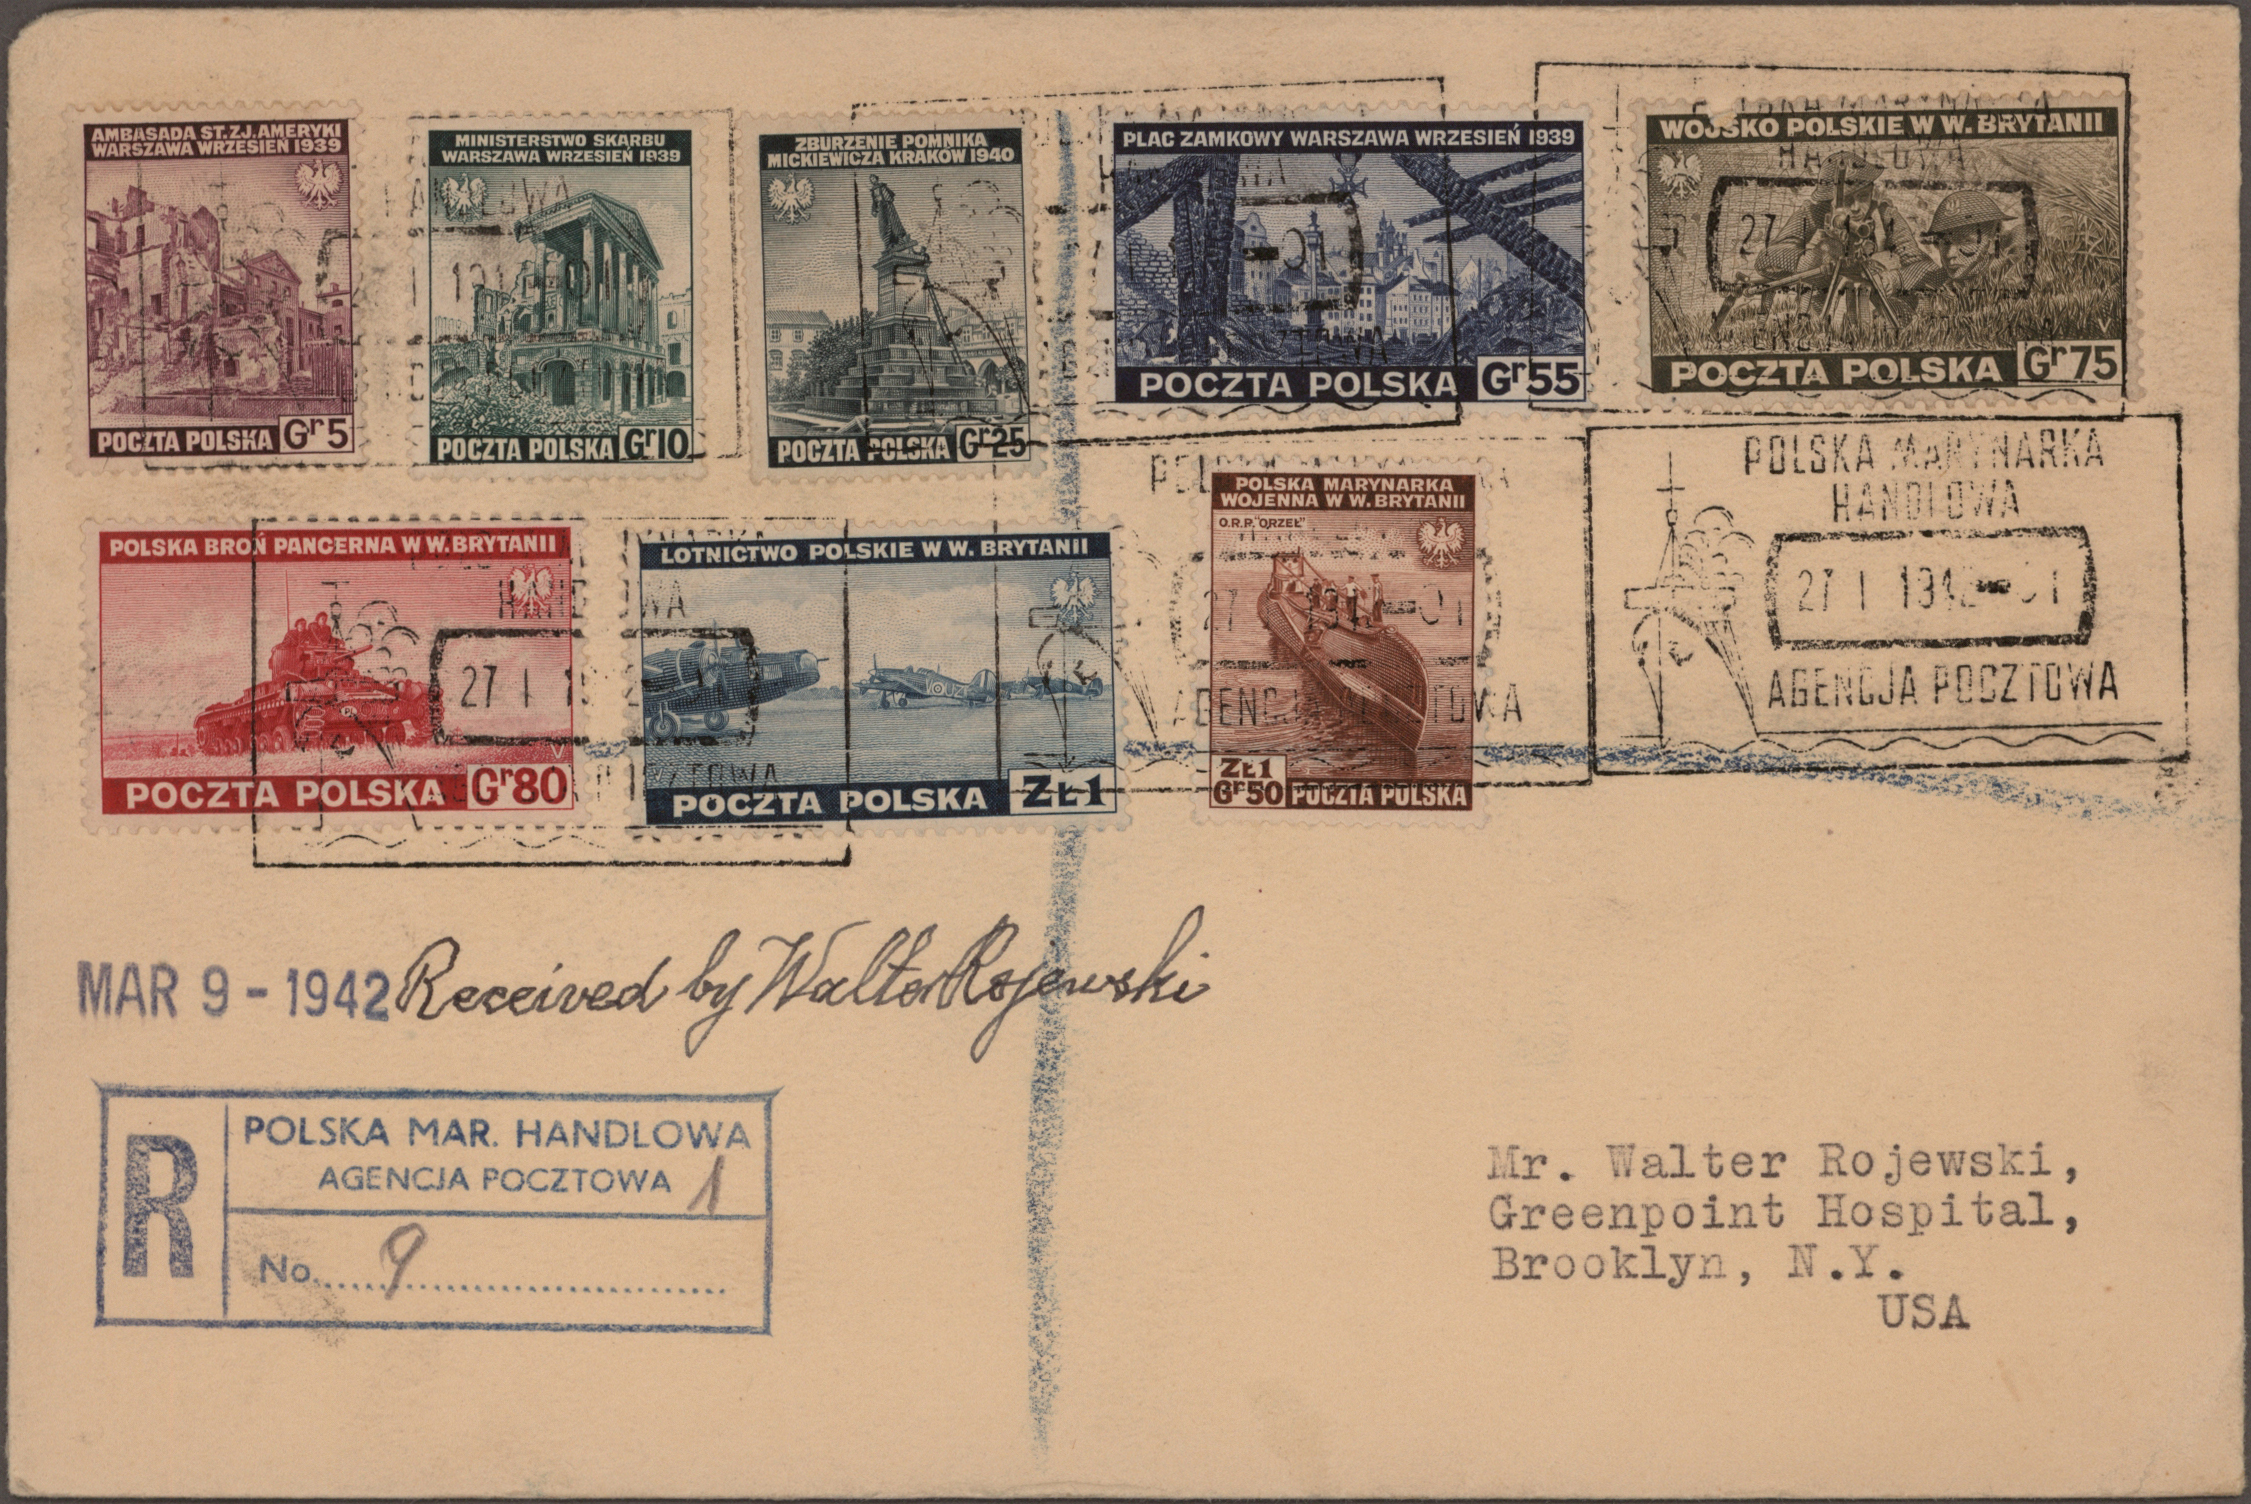 AMBASADA ST. ZJ. AMERYKI
WARSZAWA WRZESIEŃ 1939
POCZTA POLSKA Gr 5
MINISTERSTWO SKARBU
WARSZAWA WRZESIEŃ 1939
POCZTA POLSKA Gr 10
ZBURZENIE POMNIKA
MICKIEWICZA KRAKÓW 1940
POCZTA POLSKA Gr 25
PLAC ZAMKOWY WARSZAWA WRZESIEŃ 1939
POCZTA POLSKA Gr 55
WOJSKO POLSKIE W W. BRYTANII
POCZTA POLSKA Gr 75
HANDLOWA
POLSKA BROŃ PANCERNA W W. BRYTANII
POCZTA POLSKA Gr 80
LOTNICTWO POLSKIE W W. BRYTANII
POCZTA POLSKA ZŁ 1
POLSKA MARYNARKA
WOJENNA W W. BRYTANII
O.R.P. "ORZEŁ"
ZŁ 1
Gr 50 POCZTA POLSKA
POLSKA MARYNARKA
HANDLOWA
27 I 1942 - 01
AGENCJA POCZTOWA
MAR 9 - 1942 Received by Walter Rojewski
R
POLSKA MAR. HANDLOWA
AGENCJA POCZTOWA 1
No. 9
Mr. Walter Rojewski,
Greenpoint Hospital,
Brooklyn, N.Y.
USA